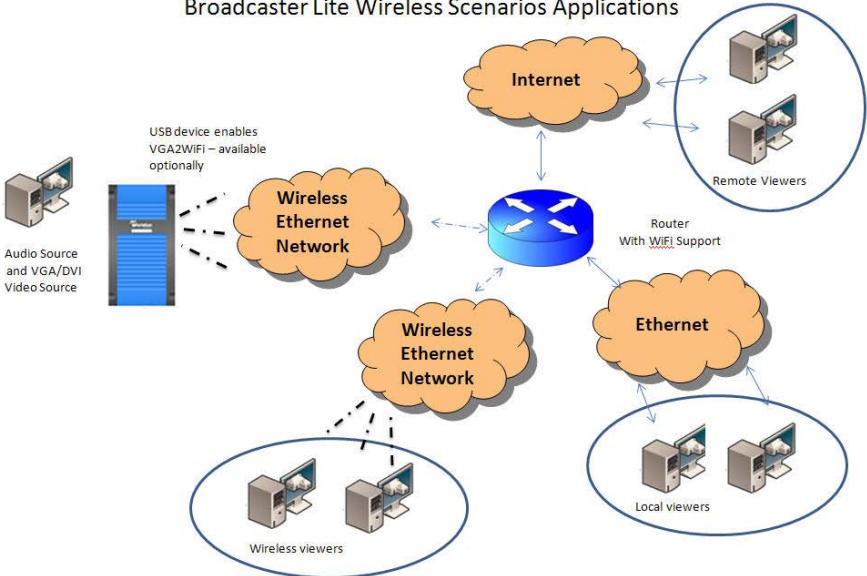 Broadcaster Lite Wireless Scenarios Applications
Internet
USB device enables
VGA2WiFi – available
optionally
Remote Viewers
Wireless
Ethernet
Network
Router
With WiFi Support
Audio Source
and VGA/DVI
Video Source
Ethernet
Wireless
Ethernet
Network
Local viewers
Wireless viewers